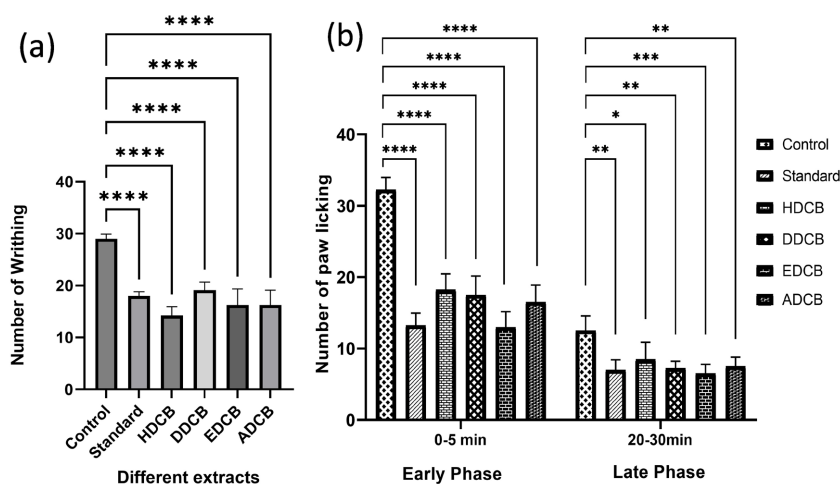 (a)
****
****
****
****
****
Number of Writhing
40
30
20
10
0
Control
Standard
HDCB
DDCB
EDCB
ADCB
Different extracts
(b)
****
****
****
****
****
**
***
**
*
**
Number of paw licking
40
30
20
10
0
0-5 min
20-30min
Early Phase
Late Phase
Control
Standard
HDCB
DDCB
EDCB
ADCB